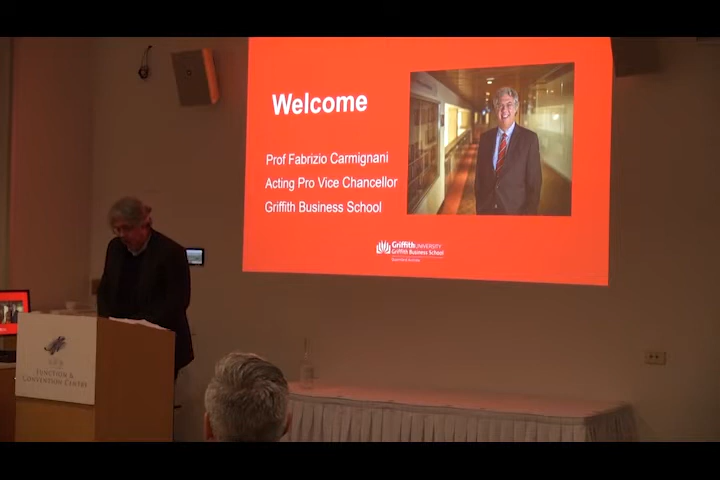 Welcome
Prof Fabrizio Carmignani
Acting Pro Vice Chancellor
Griffith Business School
Griffith UNIVERSITY
Griffith Business School
FUNCTION &
CONVENTION CENTRE